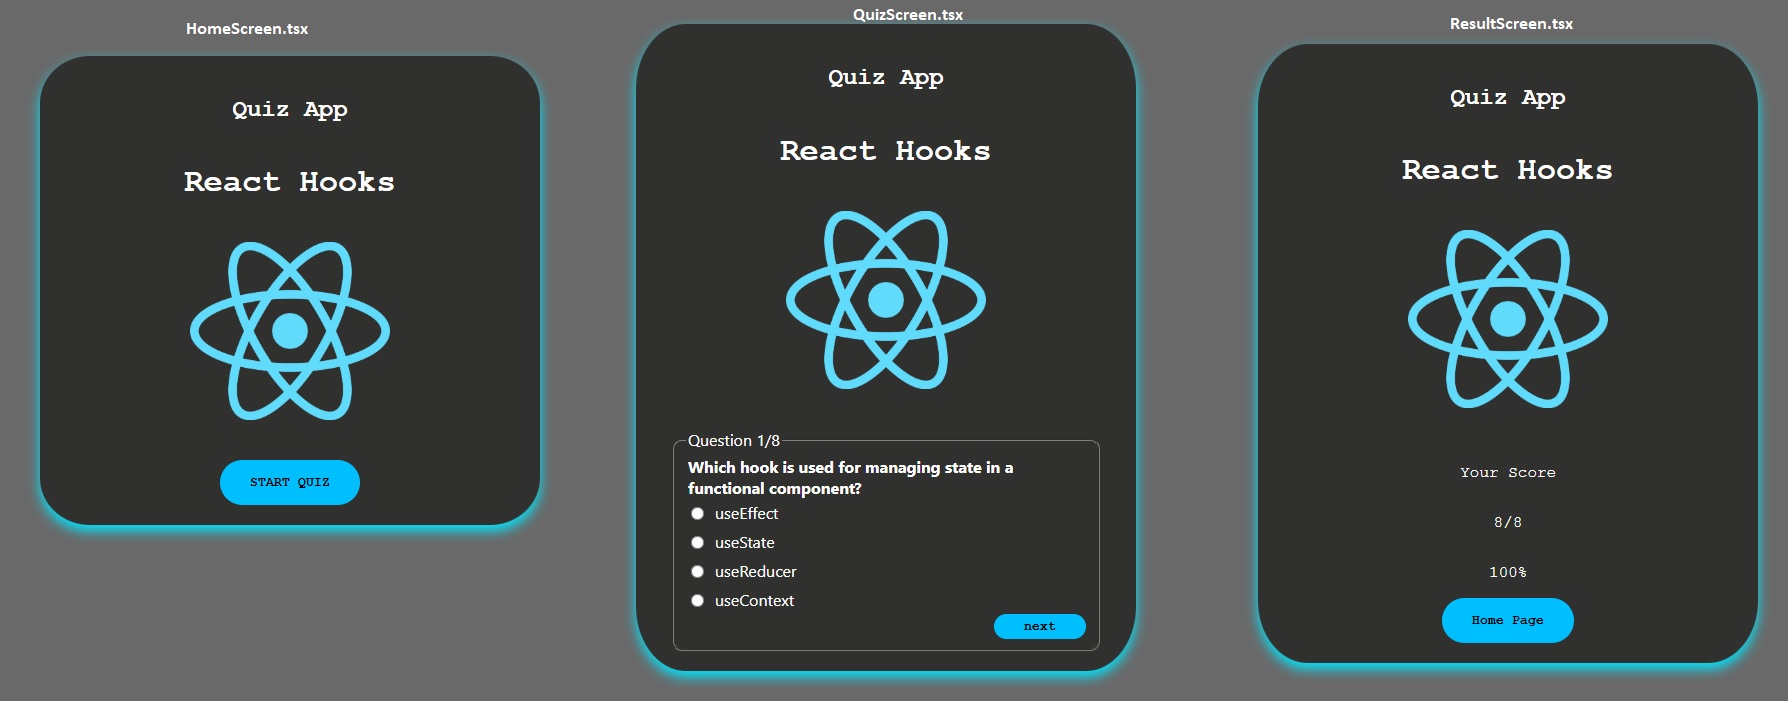 HomeScreen.tsx
Quiz App
React Hooks
START QUIZ
QuizScreen.tsx
Quiz App
React Hooks
Question 1/8
Which hook is used for managing state in a
functional component?
useEffect
useState
useReducer
useContext
next
ResultScreen.tsx
Quiz App
React Hooks
Your Score
8/8
100%
Home Page